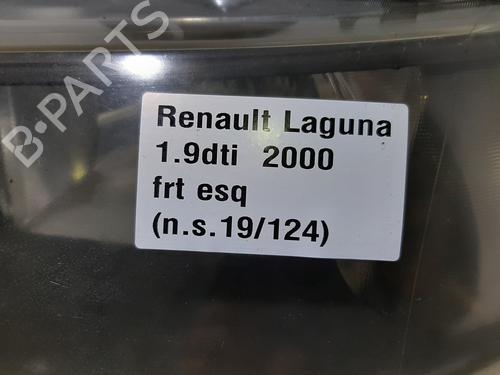 B-PARTS
Renault Laguna
1.9dti 2000
frt esq
(n.s.19/124)